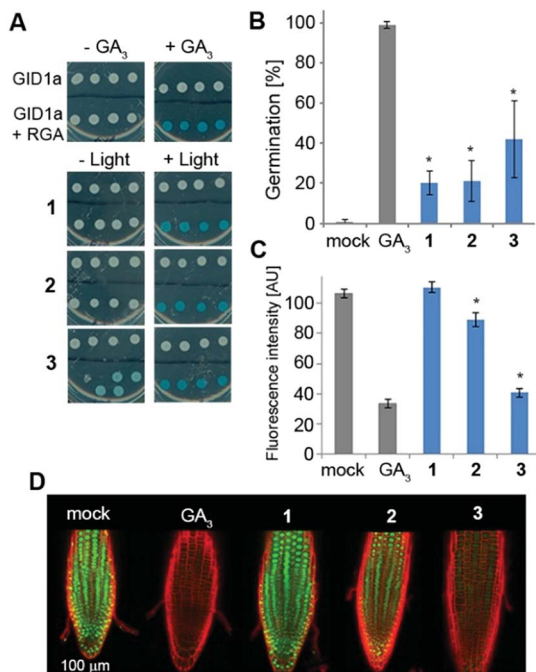 A
- GA3 + GA3
GID1a
GID1a
+ RGA
- Light + Light
1
2
3
B
Germination [%]
100
80
60
40
20
0
* * *
mock GA3 1 2 3
C
Fluorescence intensity [AU]
100
80
60
40
20
0
* *
mock GA3 1 2 3
D
mock GA3 1 2 3
100 µm